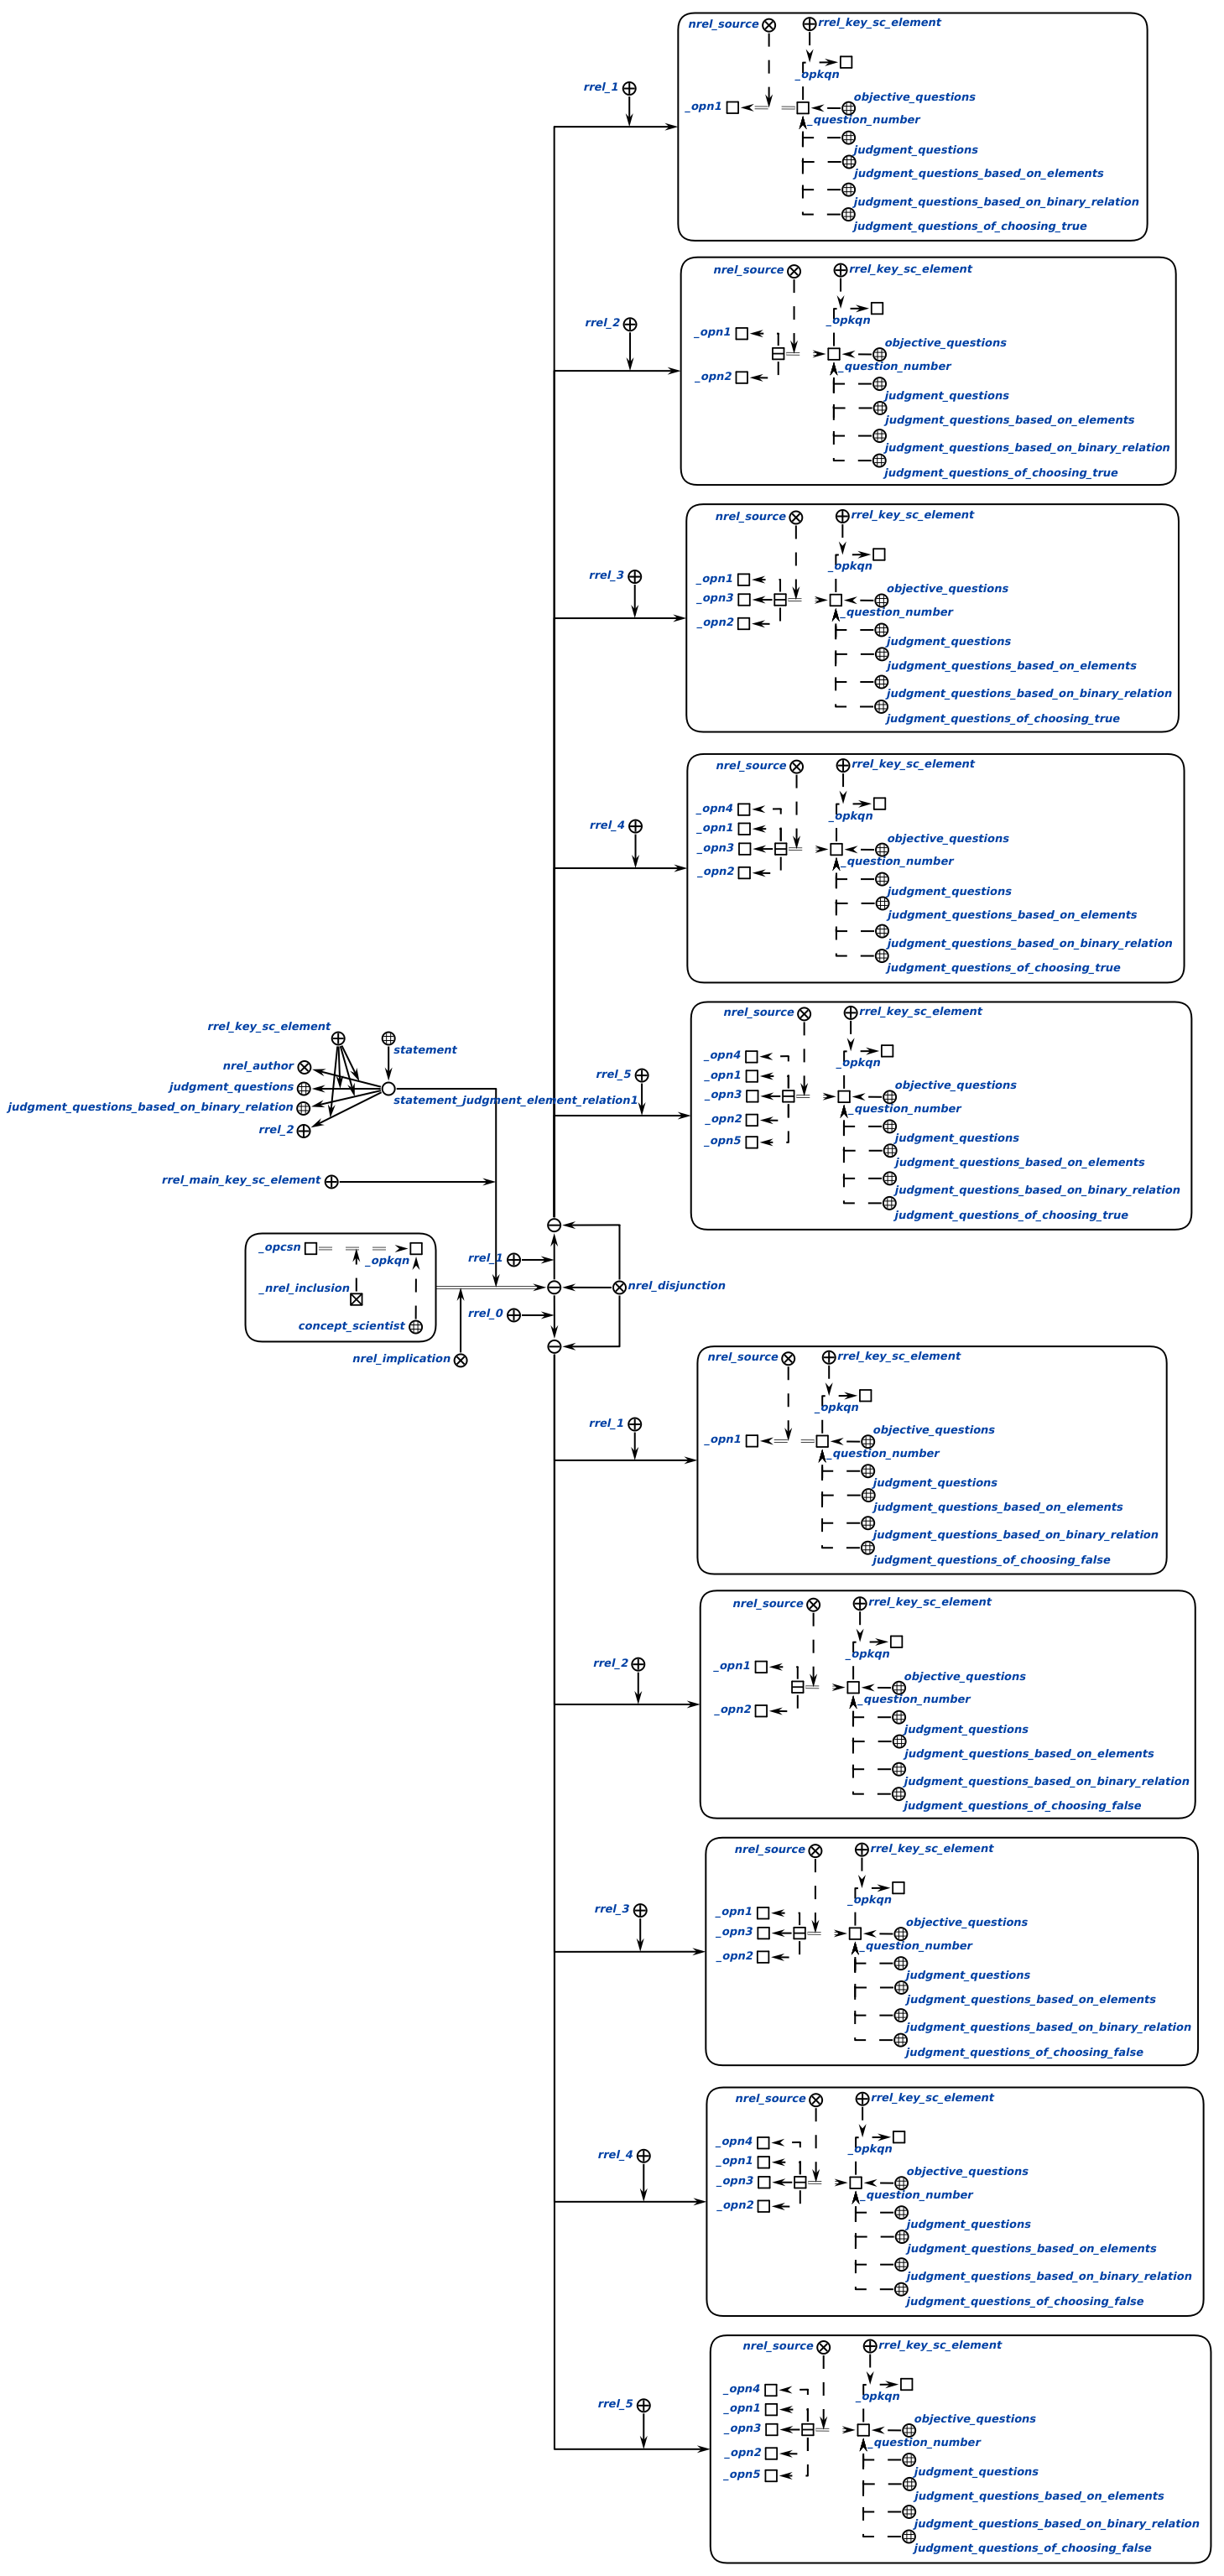 nrel_source
rrel_key_sc_element
_opkqn
rrel_1
objective_questions
_opn1
_question_number
judgment_questions
judgment_questions_based_on_elements
judgment_questions_based_on_binary_relation
judgment_questions_of_choosing_true
nrel_source
rrel_key_sc_element
rrel_2
_opkqn
_opn1
objective_questions
_question_number
_opn2
judgment_questions
judgment_questions_based_on_elements
judgment_questions_based_on_binary_relation
judgment_questions_of_choosing_true
nrel_source
rrel_key_sc_element
_opkqn
rrel_3
_opn1
objective_questions
_opn3
_question_number
_opn2
judgment_questions
judgment_questions_based_on_elements
judgment_questions_based_on_binary_relation
judgment_questions_of_choosing_true
nrel_source
rrel_key_sc_element
_opn4
_opkqn
rrel_4
_opn1
objective_questions
_opn3
_question_number
_opn2
judgment_questions
judgment_questions_based_on_elements
judgment_questions_based_on_binary_relation
judgment_questions_of_choosing_true
nrel_source
rrel_key_sc_element
_opn4
_opkqn
rrel_5
_opn1
objective_questions
_opn3
_question_number
_opn2
judgment_questions
_opn5
judgment_questions_based_on_elements
judgment_questions_based_on_binary_relation
judgment_questions_of_choosing_true
rrel_key_sc_element
statement
nrel_author
judgment_questions
statement_judgment_element_relation1
judgment_questions_based_on_binary_relation
rrel_2
rrel_main_key_sc_element
_opcsn
_opkqn
_nrel_inclusion
concept_scientist
rrel_1
nrel_disjunction
rrel_0
nrel_implication
nrel_source
rrel_key_sc_element
_opkqn
rrel_1
objective_questions
_opn1
_question_number
judgment_questions
judgment_questions_based_on_elements
judgment_questions_based_on_binary_relation
judgment_questions_of_choosing_false
nrel_source
rrel_key_sc_element
_opkqn
rrel_2
_opn1
objective_questions
_question_number
_opn2
judgment_questions
judgment_questions_based_on_elements
judgment_questions_based_on_binary_relation
judgment_questions_of_choosing_false
nrel_source
rrel_key_sc_element
_opkqn
rrel_3
_opn1
objective_questions
_opn3
_question_number
_opn2
judgment_questions
judgment_questions_based_on_elements
judgment_questions_based_on_binary_relation
judgment_questions_of_choosing_false
nrel_source
rrel_key_sc_element
_opn4
_opkqn
rrel_4
_opn1
objective_questions
_opn3
_question_number
_opn2
judgment_questions
judgment_questions_based_on_elements
judgment_questions_based_on_binary_relation
judgment_questions_of_choosing_false
nrel_source
rrel_key_sc_element
_opn4
_opkqn
rrel_5
_opn1
objective_questions
_opn3
_question_number
_opn2
judgment_questions
_opn5
judgment_questions_based_on_elements
judgment_questions_based_on_binary_relation
judgment_questions_of_choosing_false